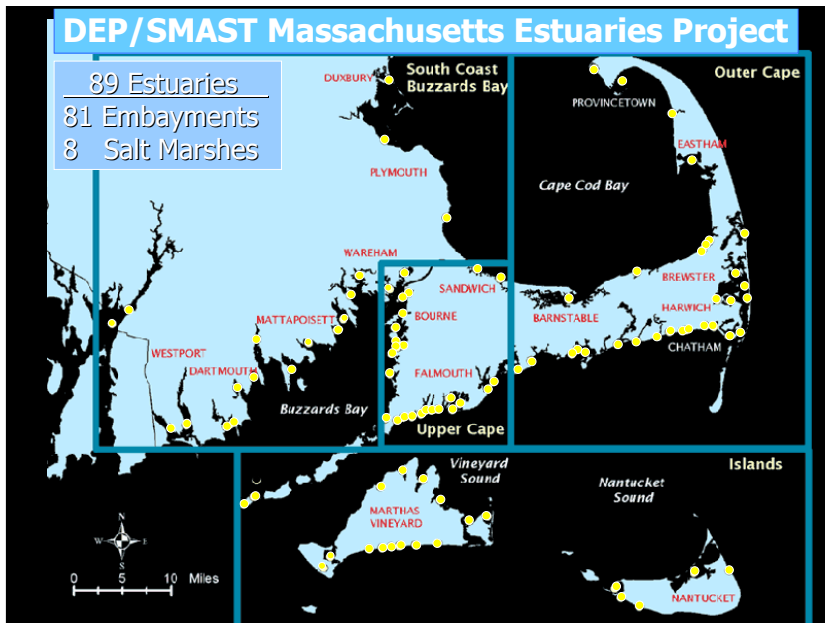 DEP/SMAST Massachusetts Estuaries Project
89 Estuaries
81 Embayments
8 Salt Marshes
DUXBURY
South Coast
Buzzards Bay
Outer Cape
PROVINCETOWN
EASTHAM
PLYMOUTH
Cape Cod Bay
WAREHAM
SANDWICH
BREWSTER
MATTAPOISETT
BOURNE
BARNSTABLE
HARWICH
CHATHAM
WESTPORT
DARTMOUTH
FALMOUTH
Buzzards Bay
Upper Cape
Vineyard
Sound
Islands
Nantucket
Sound
MARTHAS
VINEYARD
N
W E
S
0 5 10 Miles
NANTUCKET